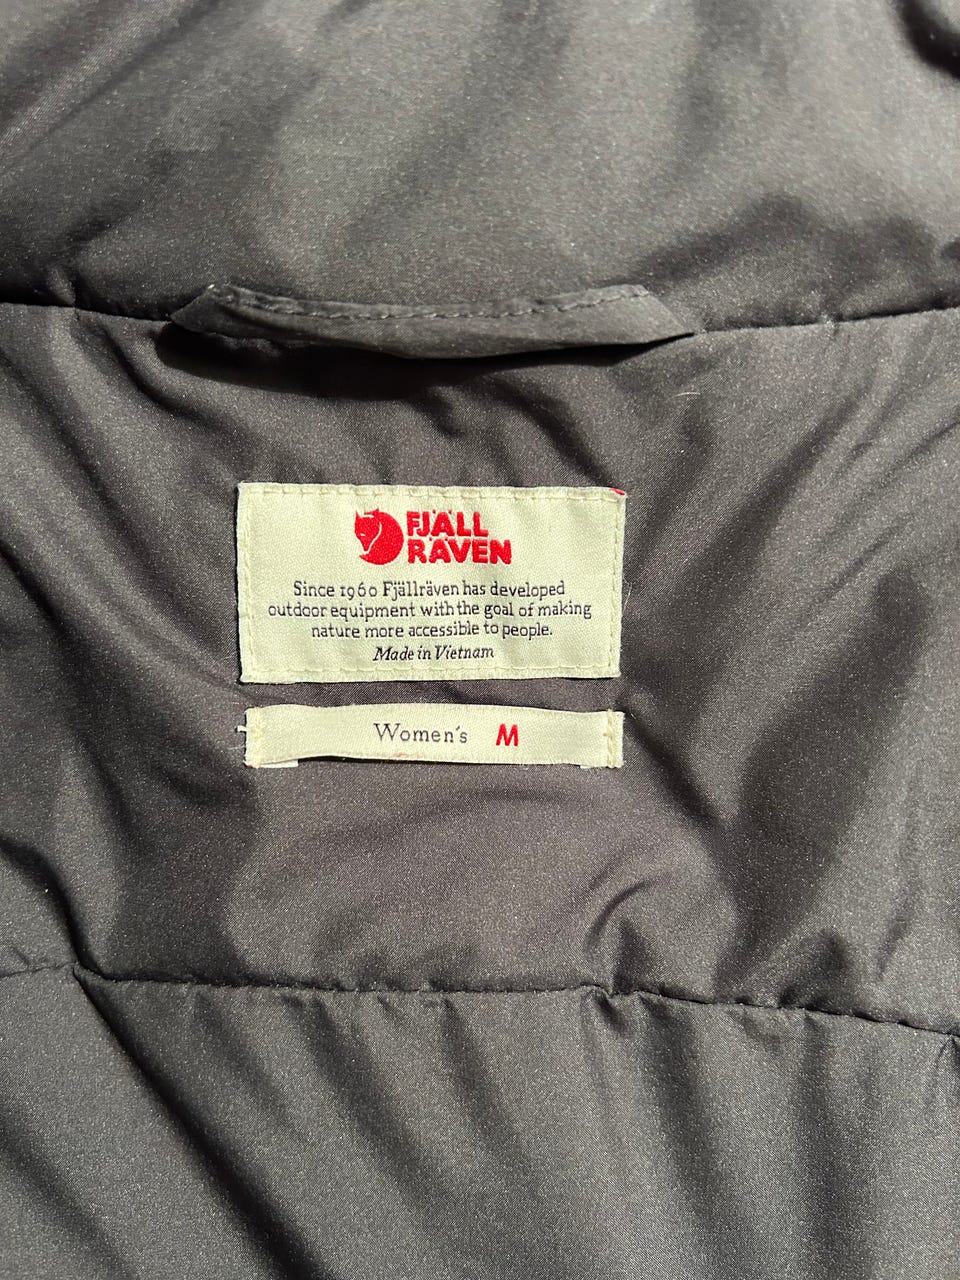 FJÄLL
RÄVEN
Since 1960 Fjällräven has developed
outdoor equipment with the goal of making
nature more accessible to people.
Made in Vietnam
Women's M